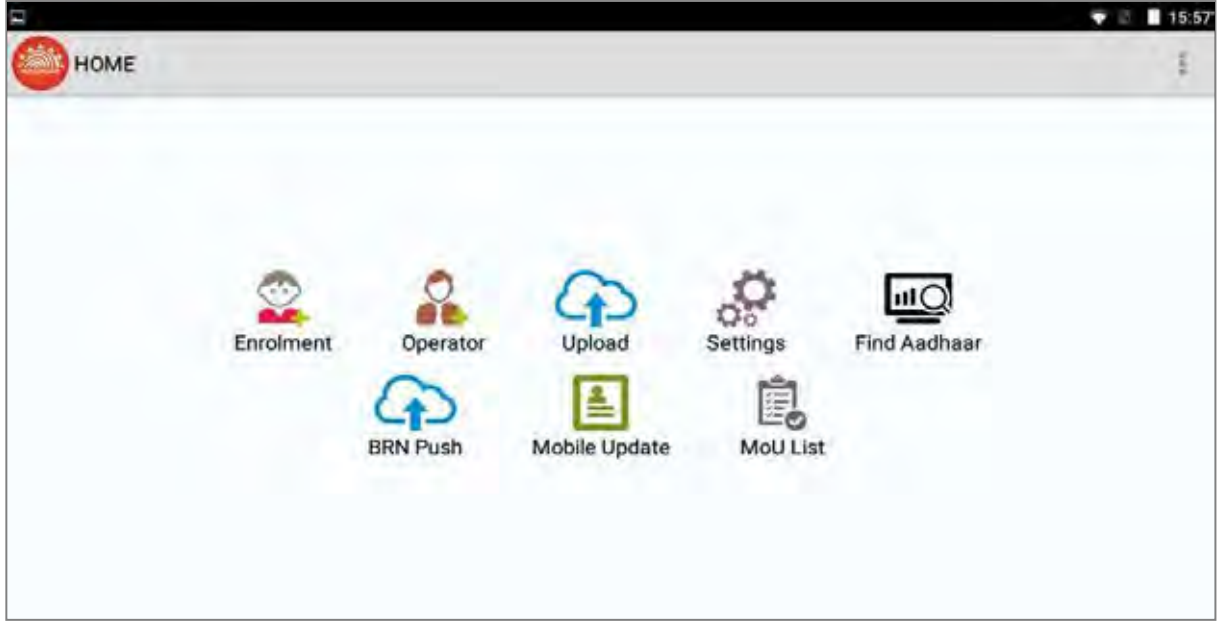 15:57
HOME
Enrolment Operator Upload Settings Find Aadhaar
BRN Push Mobile Update MoU List